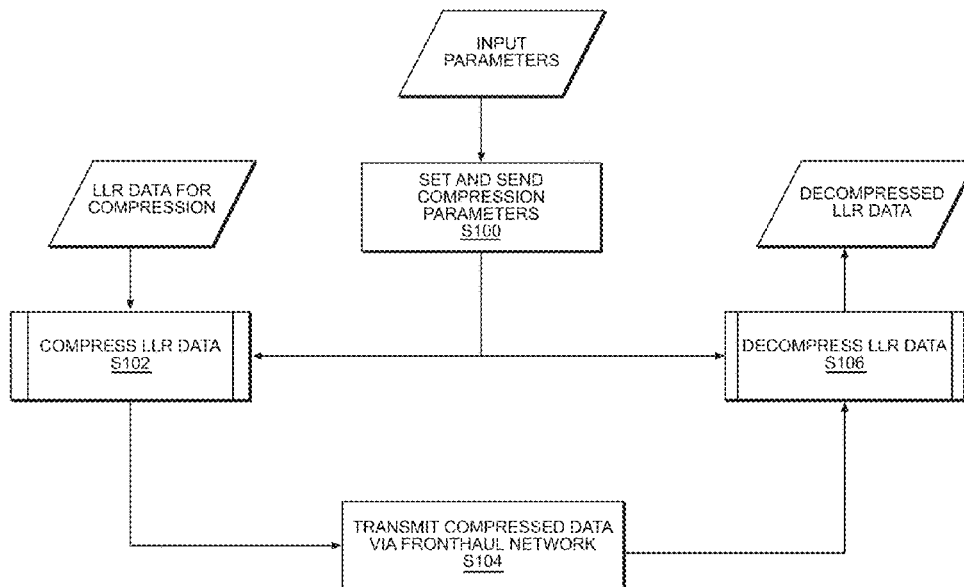 INPUT
PARAMETERS
LLR DATA FOR
COMPRESSION
SET AND SEND
COMPRESSION
PARAMETERS
S100
DECOMPRESSED
LLR DATA
COMPRESS LLR DATA
S102
DECOMPRESS LLR DATA
S106
TRANSMIT COMPRESSED DATA
VIA FRONTHAUL NETWORK
S104